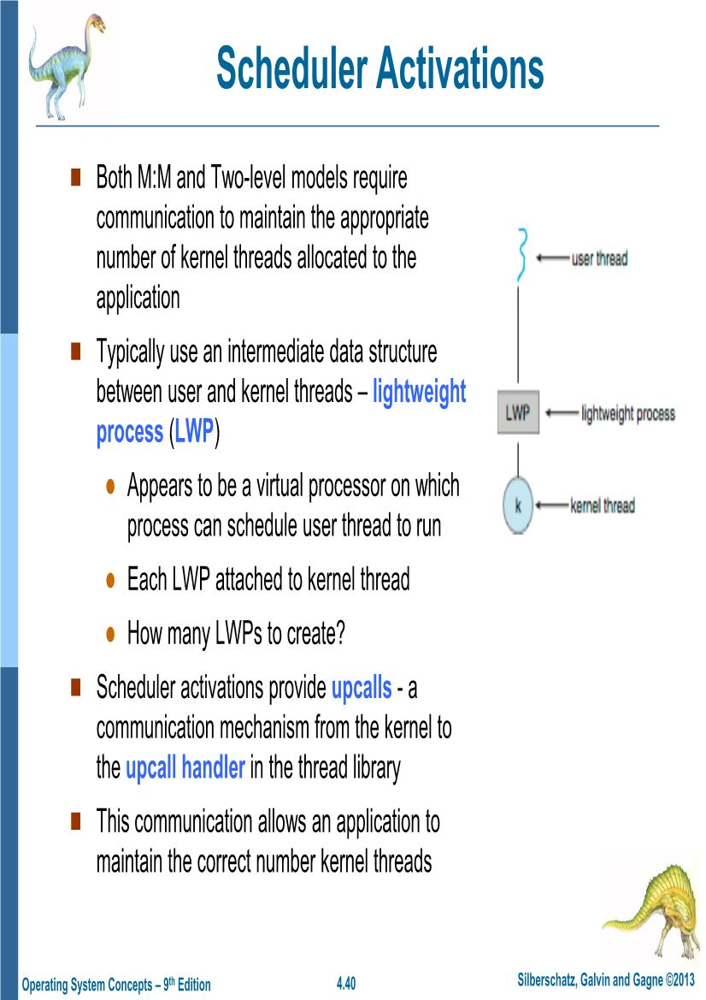 Scheduler Activations
Both M:M and Two-level models require
communication to maintain the appropriate
number of kernel threads allocated to the
application
Typically use an intermediate data structure
between user and kernel threads – lightweight
process (LWP)
Appears to be a virtual processor on which
process can schedule user thread to run
Each LWP attached to kernel thread
How many LWPs to create?
Scheduler activations provide upcalls - a
communication mechanism from the kernel to
the upcall handler in the thread library
This communication allows an application to
maintain the correct number kernel threads
user thread
LWP
lightweight process
k
kernel thread
Operating System Concepts – 9th Edition
4.40
Silberschatz, Galvin and Gagne ©2013